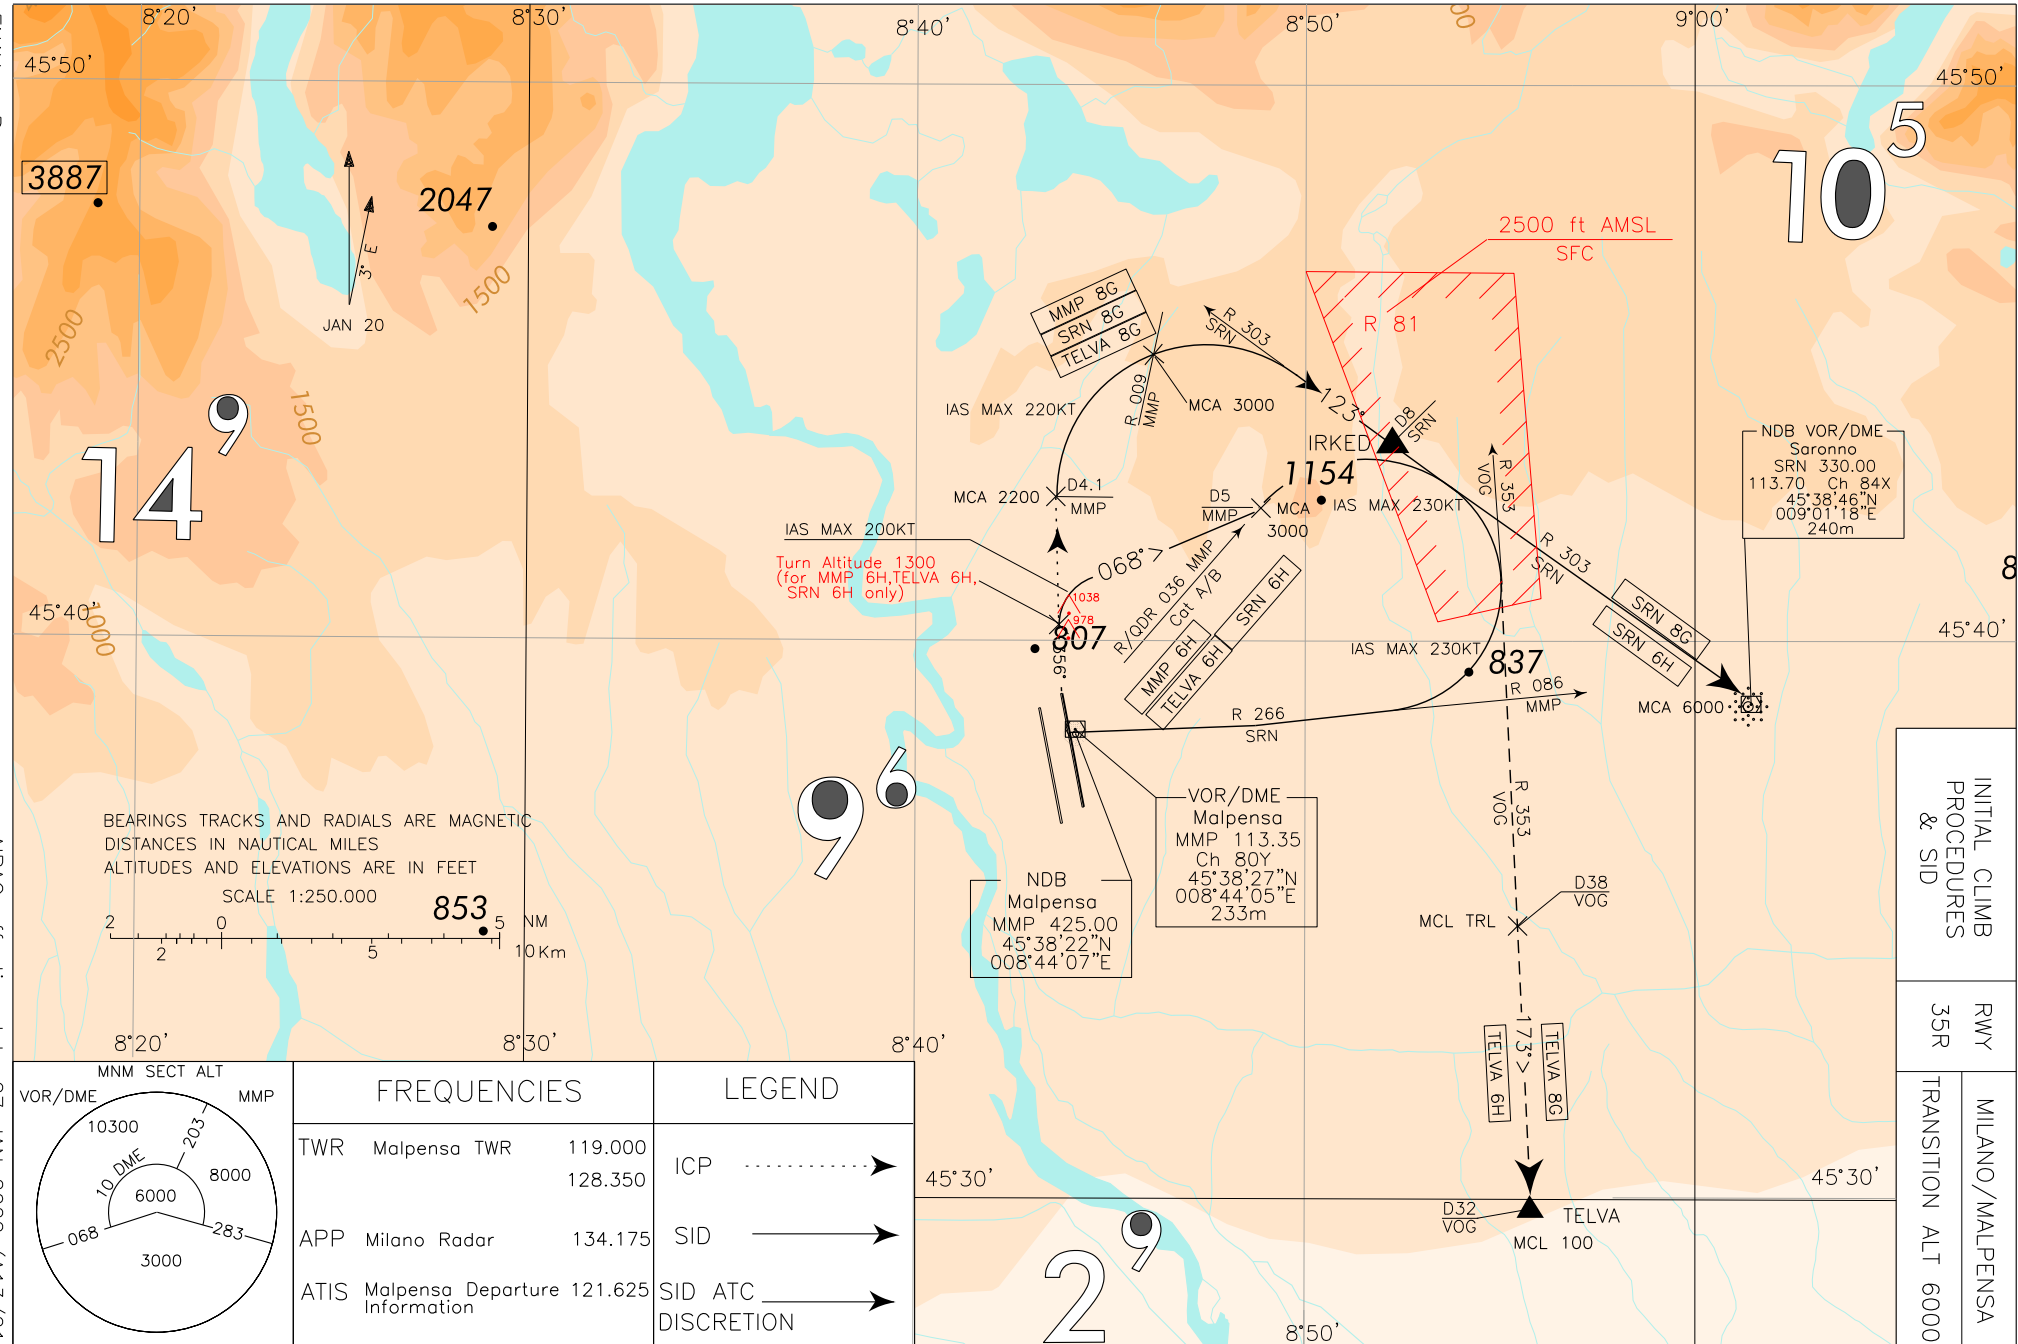 8°20'
8°30'
8°40'
8°50'
9°00'
45°50'
45°50'
10⁵
3887
2047
3° E
JAN 20
2500
1500
1500
1000
14⁹
2500 ft AMSL
SFC
R 81
MMP 8G
SRN 8G
TELVA 8G
R 303
SRN
R 009
MMP
MCA 3000
IAS MAX 220KT
123°
D8
SRN
IRKED
1154
MCA 2200
D4.1
MMP
D5
MMP
MCA
3000
IAS MAX 230KT
R 353
VOG
NDB VOR/DME
Saronno
SRN 330.00
113.70 Ch 84X
45°38'46"N
009°01'18"E
240m
IAS MAX 200KT
Turn Altitude 1300
(for MMP 6H,TELVA 6H,
SRN 6H only)
068°>
R/QDR 036 MMP
Cat A/B
SRN 6H
MMP 6H
TELVA 6H
1038
978
807
356°
R 303
SRN
SRN 8G
SRN 6H
8
45°40'
45°40'
IAS MAX 230KT
837
R 086
MMP
R 266
SRN
MCA 6000
9⁶
VOR/DME
Malpensa
MMP 113.35
Ch 80Y
45°38'27"N
008°44'05"E
233m
NDB
Malpensa
MMP 425.00
45°38'22"N
008°44'07"E
R 353
VOG
D38
VOG
MCL TRL
BEARINGS TRACKS AND RADIALS ARE MAGNETIC
DISTANCES IN NAUTICAL MILES
ALTITUDES AND ELEVATIONS ARE IN FEET
SCALE 1:250.000
853
2 0 5 NM
2 5 10 Km
INITIAL CLIMB
PROCEDURES
& SID
RWY
35R
MILANO/MALPENSA
TRANSITION ALT 6000
8°20'
8°30'
8°40'
173°>
TELVA 6H
TELVA 8G
45°30'
45°30'
D32
VOG
TELVA
MCL 100
2⁹
8°50'
MNM SECT ALT
VOR/DME
MMP
10300
203
10 DME
8000
6000
068
283
3000
FREQUENCIES
TWR Malpensa TWR 119.000
128.350
APP Milano Radar 134.175
ATIS Malpensa Departure 121.625
Information
LEGEND
ICP
SID
SID ATC
DISCRETION